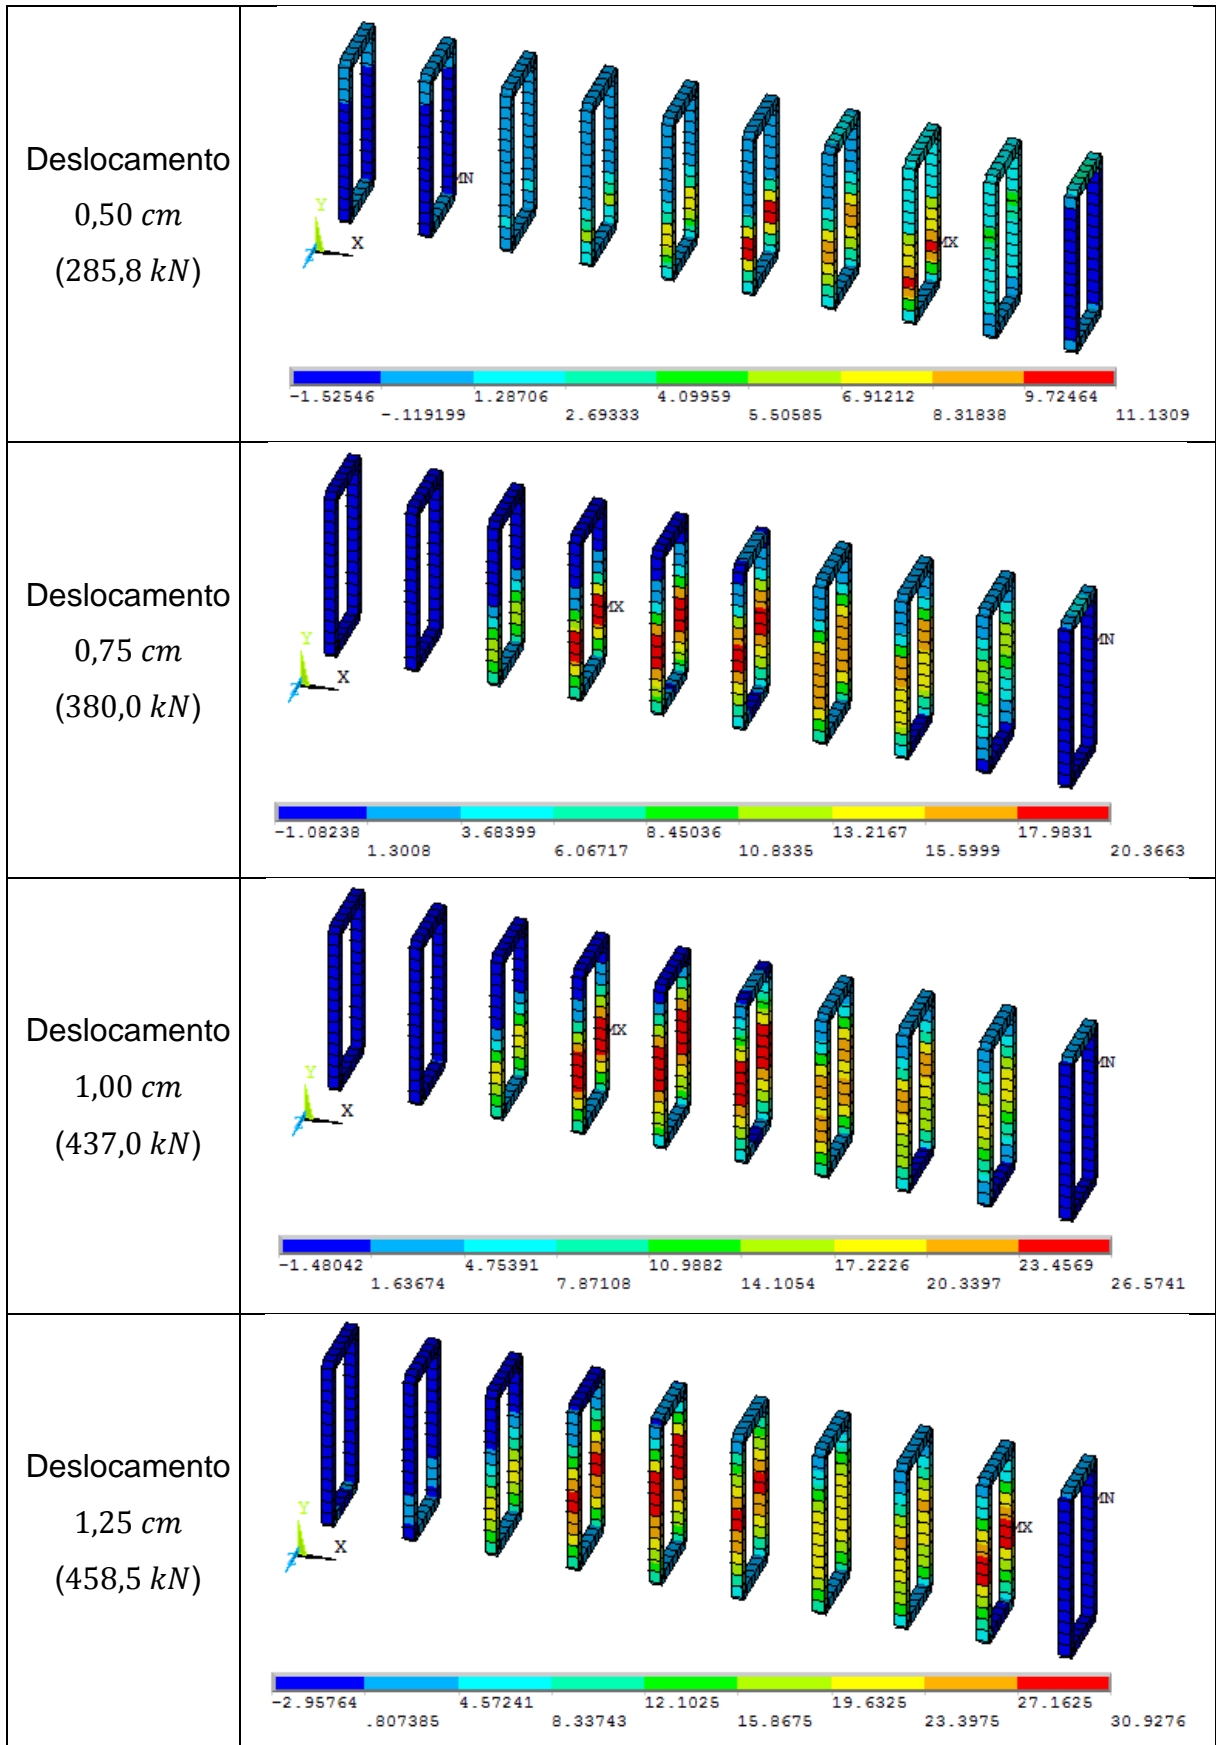 Deslocamento
0,50 cm
(285,8 kN)
MN
Y
X
Z
MX
-1.52546 1.28706 4.09959 6.91212 9.72464
-.119199 2.69333 5.50585 8.31838 11.1309
Deslocamento
0,75 cm
(380,0 kN)
MX
Y
X
Z
MN
-1.08238 3.68399 8.45036 13.2167 17.9831
1.3008 6.06717 10.8335 15.5999 20.3663
Deslocamento
1,00 cm
(437,0 kN)
MX
Y
X
Z
MN
-1.48042 4.75391 10.9882 17.2226 23.4569
1.63674 7.87108 14.1054 20.3397 26.5741
Deslocamento
1,25 cm
(458,5 kN)
MN
Y
X
Z
MX
-2.95764 4.57241 12.1025 19.6325 27.1625
.807385 8.33743 15.8675 23.3975 30.9276